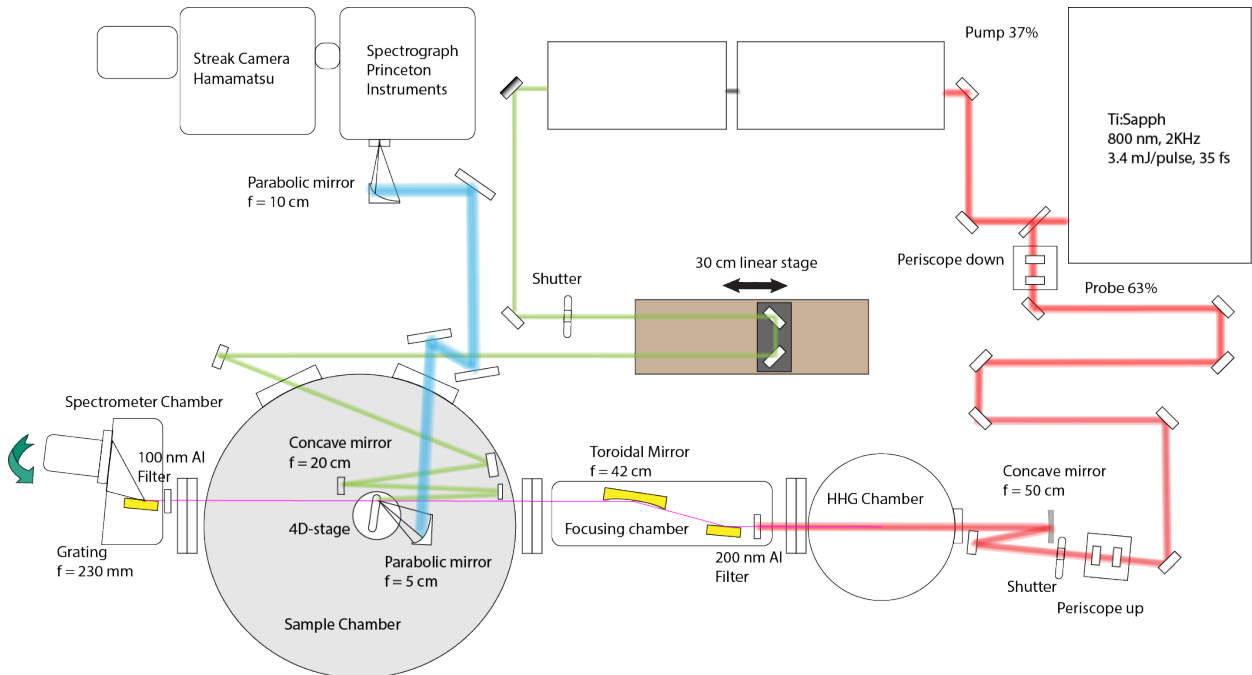 Pump 37%
Streak Camera
Hamamatsu
Spectrograph
Princeton
Instruments
Ti:Sapph
800 nm, 2KHz
3.4 mJ/pulse, 35 fs
Parabolic mirror
f = 10 cm
Periscope down
30 cm linear stage
Shutter
Probe 63%
Spectrometer Chamber
100 nm Al
Filter
Concave mirror
f = 20 cm
Toroidal Mirror
f = 42 cm
Concave mirror
f = 50 cm
HHG Chamber
4D-stage
Focusing chamber
Grating
f = 230 mm
Parabolic mirror
f = 5 cm
200 nm Al
Filter
Shutter
Periscope up
Sample Chamber